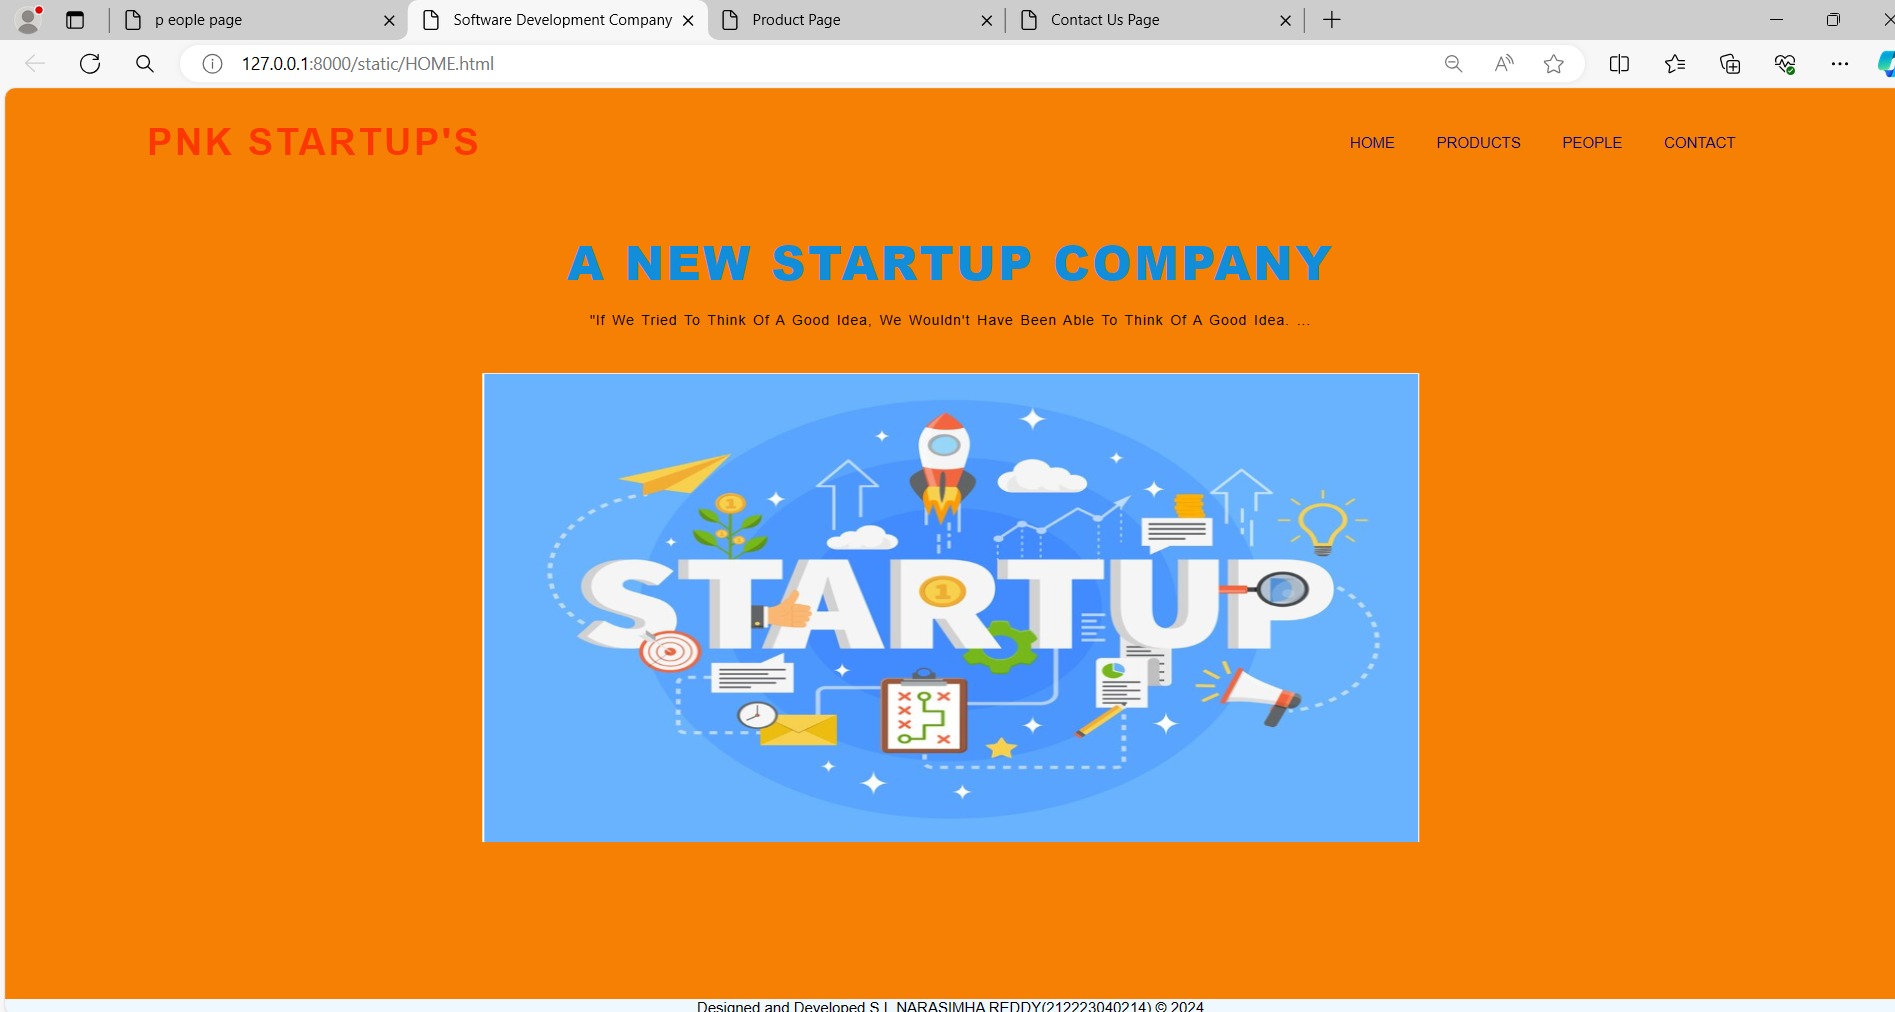 p eople page
Software Development Company
Product Page
Contact Us Page
127.0.0.1:8000/static/HOME.html
PNK STARTUP'S
HOME
PRODUCTS
PEOPLE
CONTACT
A NEW STARTUP COMPANY
"If We Tried To Think Of A Good Idea, We Wouldn't Have Been Able To Think Of A Good Idea. ...
1
STARTUP
1
Designed and Developed S L NARASIMHA REDDY(212223040214) © 2024